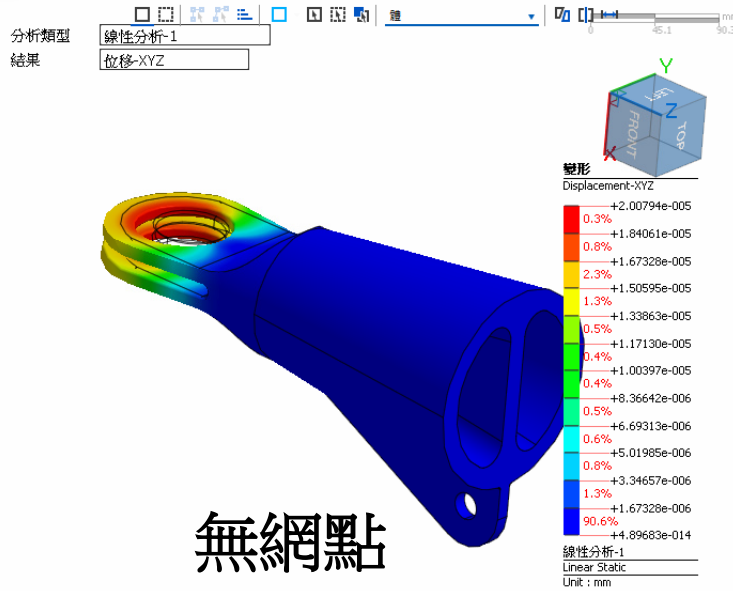 體
mm
0 45.1 90.3
分析類型 線性分析-1
結果 位移-XYZ
Y
LEFT
Z
FRONT
TOP
X
變形
Displacement-XYZ
+2.00794e-005
0.3%
+1.84061e-005
0.8%
+1.67328e-005
2.3%
+1.50595e-005
1.3%
+1.33863e-005
0.5%
+1.17130e-005
0.4%
+1.00397e-005
0.4%
+8.36642e-006
0.5%
+6.69313e-006
0.6%
+5.01985e-006
0.8%
+3.34657e-006
1.3%
+1.67328e-006
90.6%
+4.89683e-014
線性分析-1
Linear Static
Unit : mm
無網點